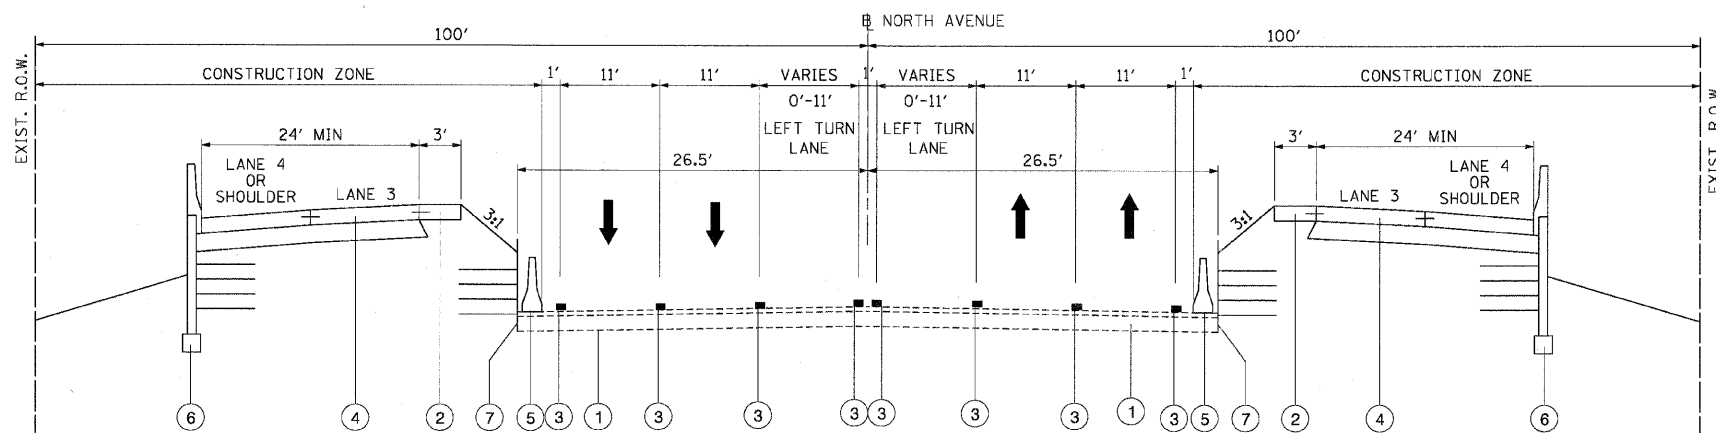 ℄ NORTH AVENUE
100'
100'
EXIST. R.O.W.
CONSTRUCTION ZONE
1'
11'
11'
VARIES
1'
VARIES
11'
11'
1'
CONSTRUCTION ZONE
EXIST. R.O.W.
0'-11'
0'-11'
LEFT TURN
LANE
LEFT TURN
LANE
24' MIN
3'
26.5'
26.5'
3'
24' MIN
LANE 4
OR
SHOULDER
LANE 3
3:1
3:1
LANE 3
LANE 4
OR
SHOULDER
6
4
2
7
5
3
1
3
3
3
3
3
3
1
3
5
7
2
4
6